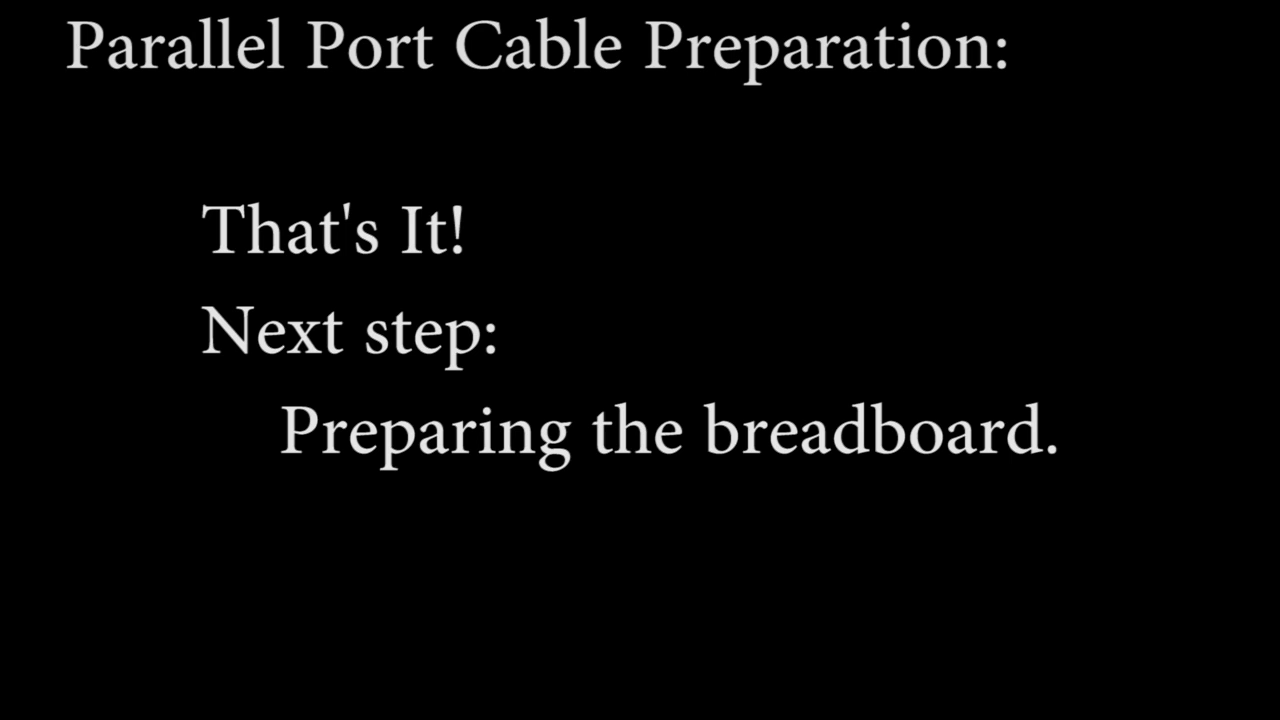 Parallel Port Cable Preparation:
That's It!
Next step:
Preparing the breadboard.